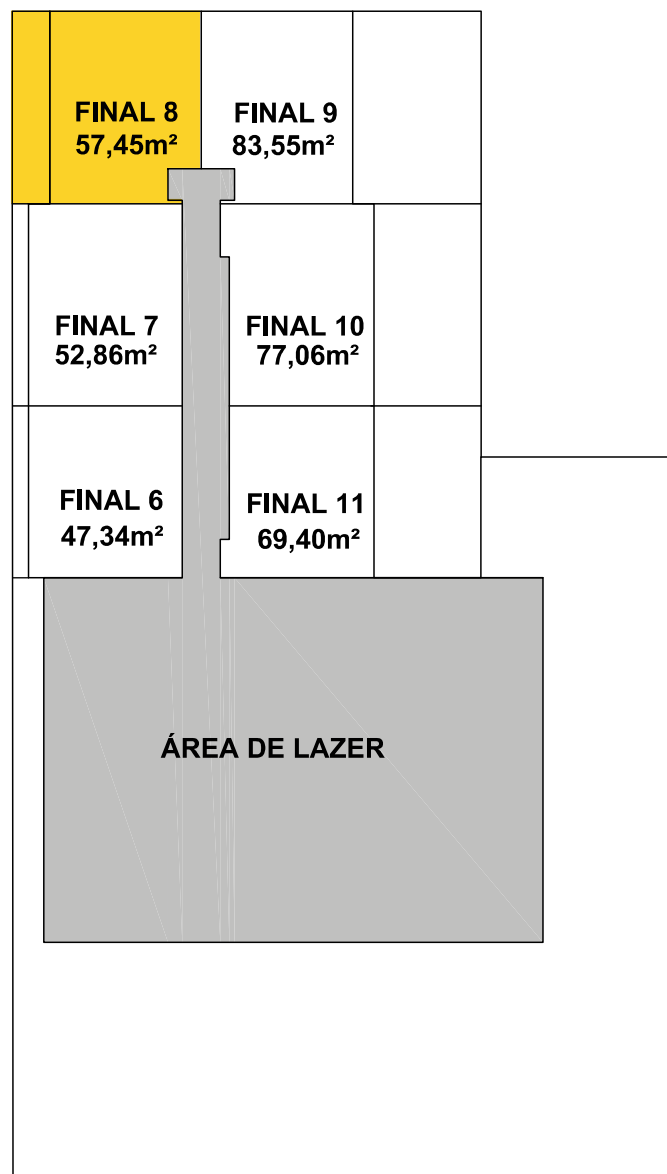 FINAL 8
57,45m²
FINAL 9
83,55m²
FINAL 7
52,86m²
FINAL 10
77,06m²
FINAL 6
47,34m²
FINAL 11
69,40m²
ÁREA DE LAZER